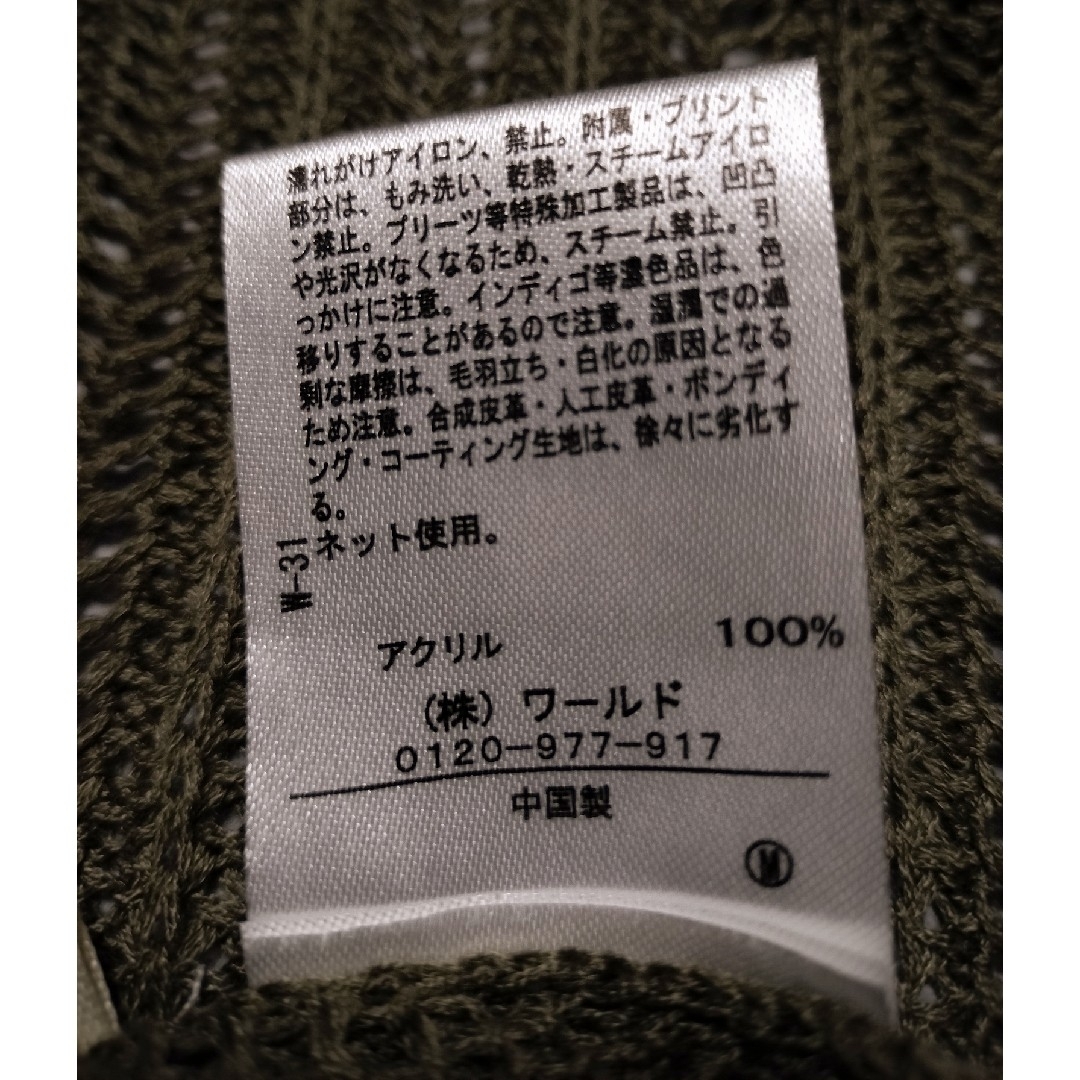 濡れがけアイロン、禁止。附属・プリント
部分は、もみ洗い、乾熱・スチームアイロ
ン禁止。プリーツ等特殊加工製品は、凹凸
や光沢がなくなるため、スチーム禁止。引
っかけに注意。インディゴ等濃色品は、色
移りすることがあるので注意。湿潤での過
剰な摩擦は、毛羽立ち・白化の原因となる
ため注意。合成皮革・人工皮革・ボンディ
ング・コーティング生地は、徐々に劣化す
る。
ネット使用。
W-31
アクリル 100%
(株) ワールド
0120-977-917
中国製
M